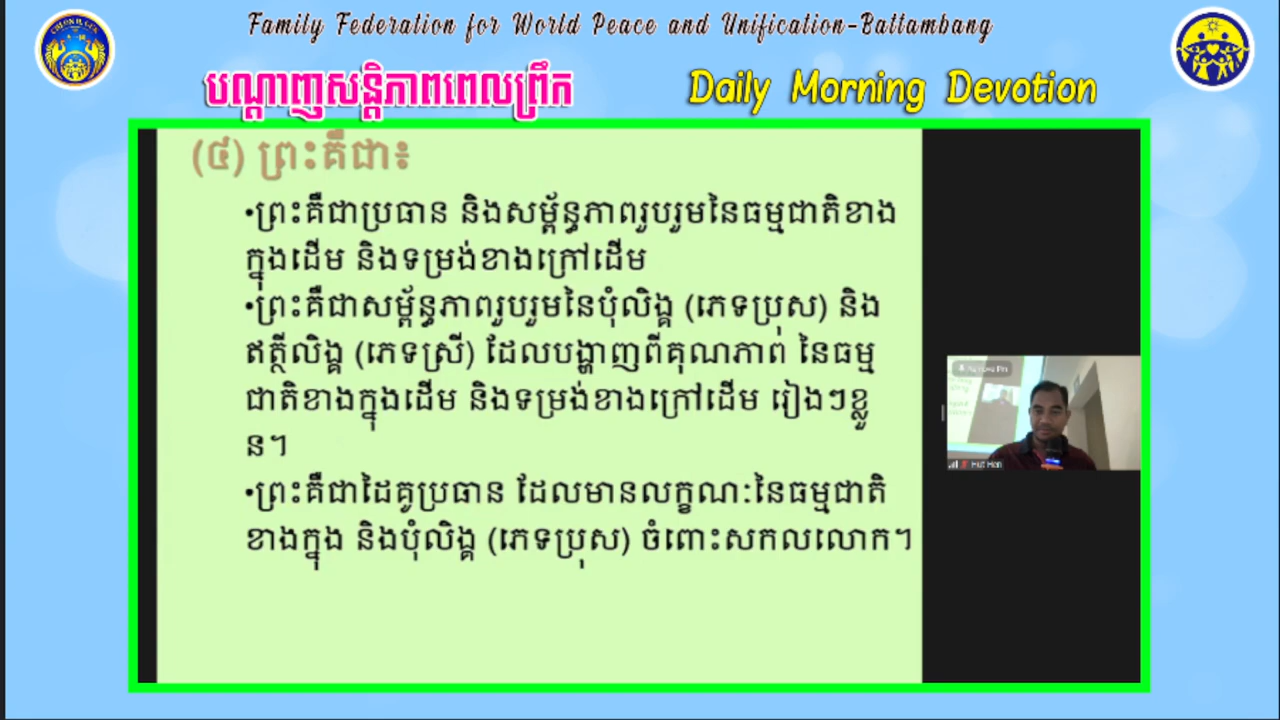 Family Federation for World Peace and Unification-Battambang
បណ្ដាញសន្តិភាពពេលព្រឹក
Daily Morning Devotion
(៤) ព្រះគឺជា៖
•ព្រះគឺជាប្រធាន និងសម្ព័ន្ធភាពរួបរួមនៃធម្មជាតិខាង
ក្នុងដើម និងទម្រង់ខាងក្រៅដើម
•ព្រះគឺជាសម្ព័ន្ធភាពរួបរួមនៃបុំលិង្គ (ភេទប្រុស) និង
ឥត្ថីលិង្គ (ភេទស្រី) ដែលបង្ហាញពីគុណភាព នៃធម្ម
ជាតិខាងក្នុងដើម និងទម្រង់ខាងក្រៅដើម រៀងៗខ្លួ
ន។
•ព្រះគឺជាដៃគូប្រធាន ដែលមានលក្ខណៈនៃធម្មជាតិ
ខាងក្នុង និងបុំលិង្គ (ភេទប្រុស) ចំពោះសកលលោក។